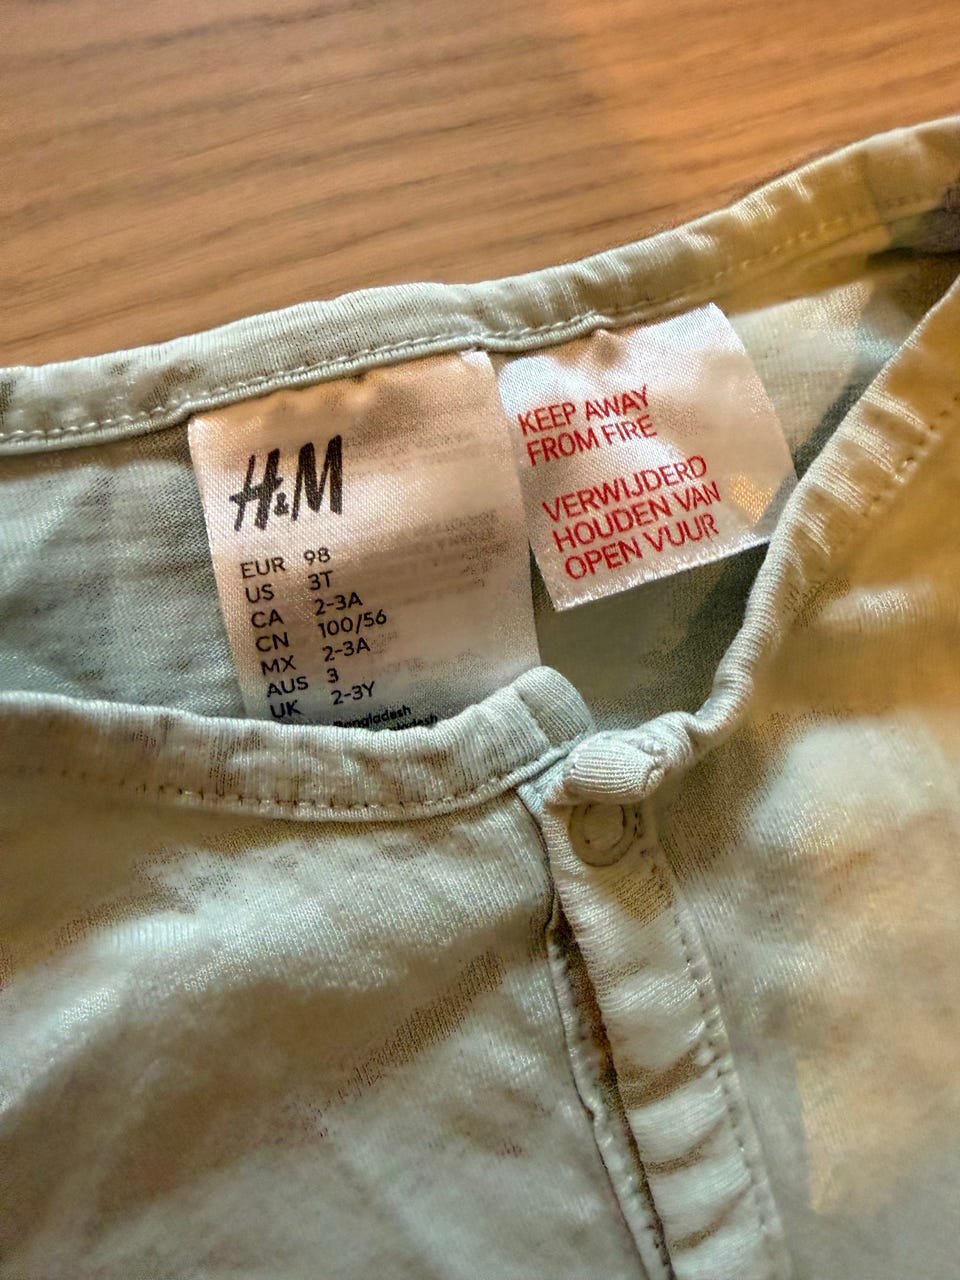 H&M
EUR 98
US 3T
CA 2-3A
CN 100/56
MX 2-3A
AUS 3
UK 2-3Y
Bangladesh
KEEP AWAY
FROM FIRE
VERWIJDERD
HOUDEN VAN
OPEN VUUR